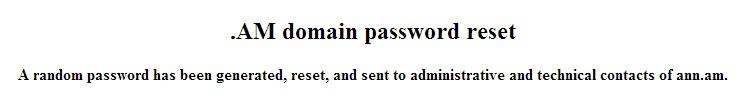 .AM domain password reset
A random password has been generated, reset, and sent to administrative and technical contacts of ann.am.